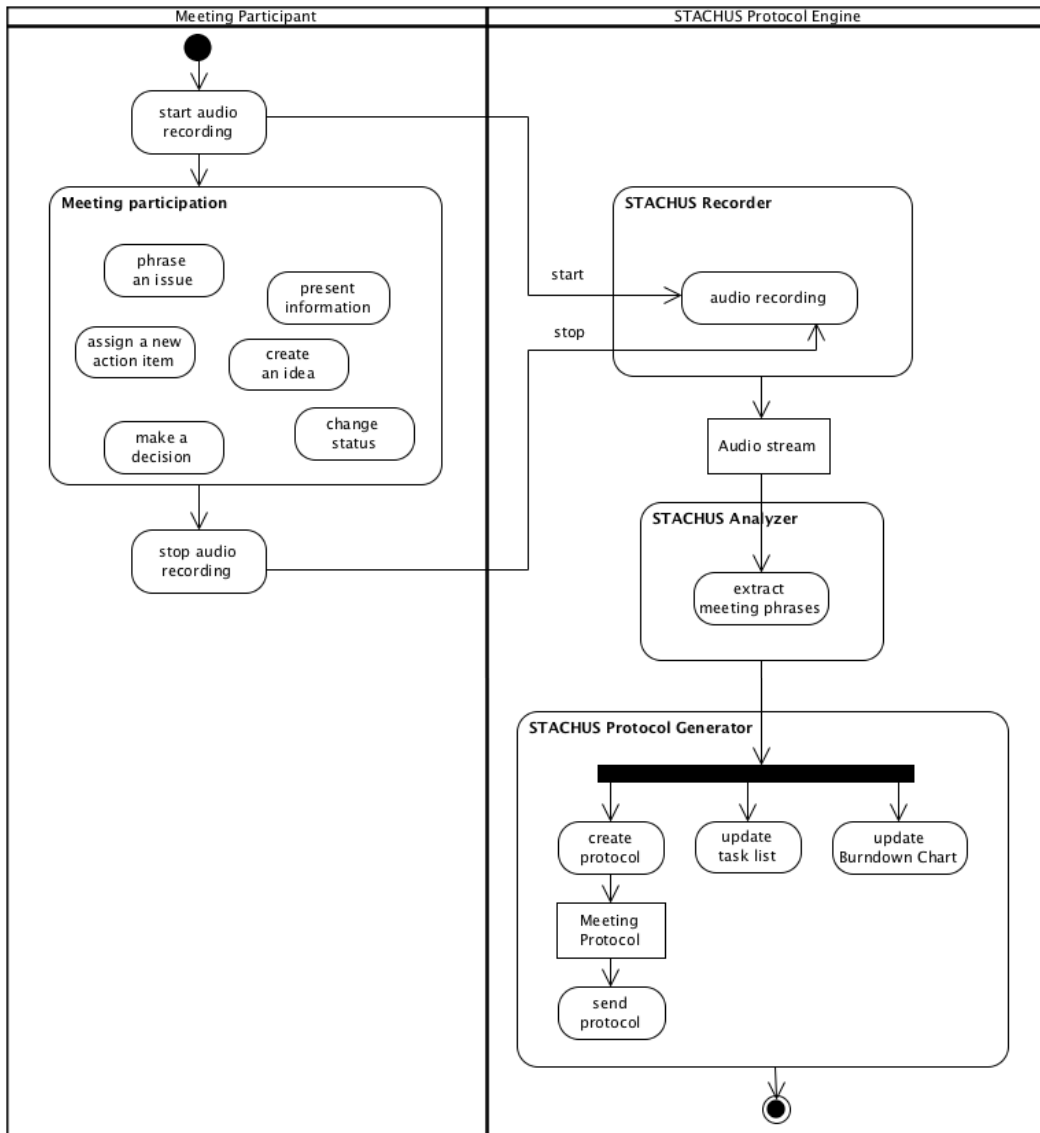 Meeting Participant
STACHUS Protocol Engine
start audio
recording
Meeting participation
phrase
an issue
present
information
assign a new
action item
create
an idea
change
status
make a
decision
stop audio
recording
start
stop
STACHUS Recorder
audio recording
Audio stream
STACHUS Analyzer
extract
meeting phrases
STACHUS Protocol Generator
create
protocol
update
task list
update
Burndown Chart
Meeting
Protocol
send
protocol